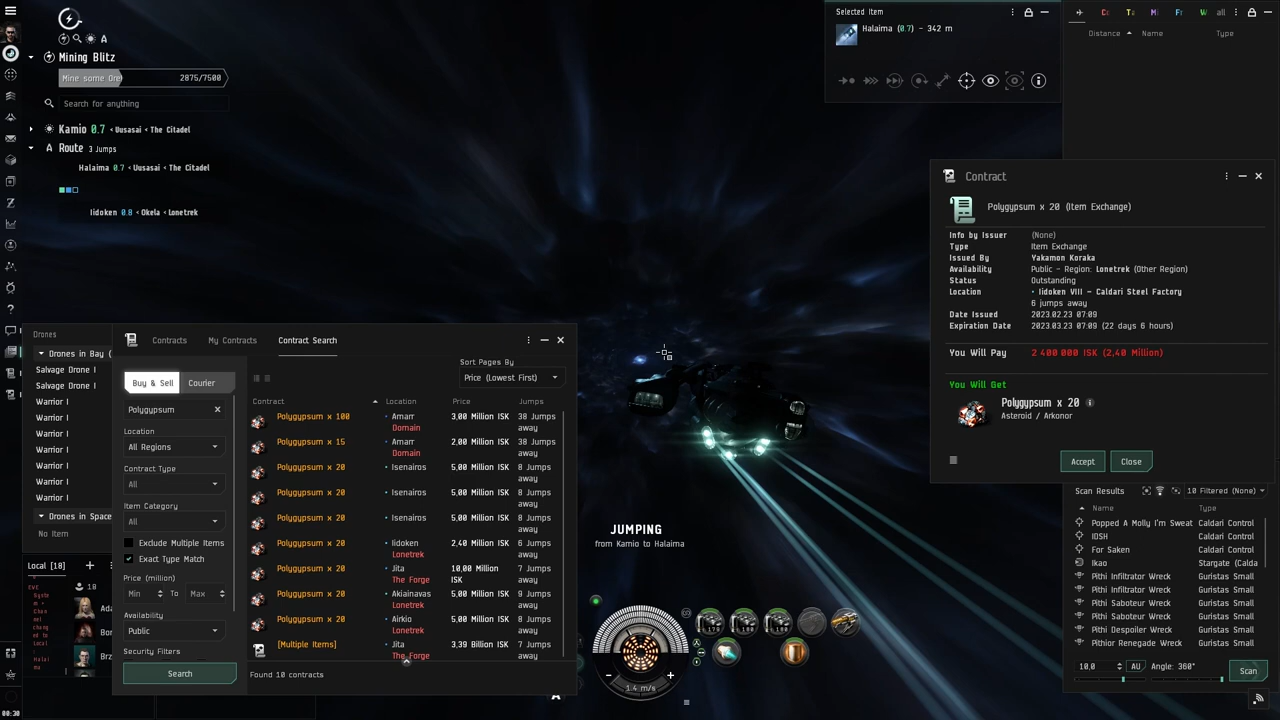 Mining Blitz
Mine some Ore
2875/7500
Search for anything
Kamio 0.7 < Uusasai < The Citadel
Route 3 Jumps
Halaima 0.7 < Uusasai < The Citadel
Iidoken 0.8 < Okela < Lonetrek
Selected Item
Halaima (0.7) - 342 m
all
Distance Name Type
Contract
Polygypsum x 20 (Item Exchange)
Info by Issuer (None)
Type Item Exchange
Issued By Yakamon Koraka
Availability Public - Region: Lonetrek (Other Region)
Status Outstanding
Location • Iidoken VIII - Caldari Steel Factory
6 jumps away
Date Issued 2023.02.23 07:09
Expiration Date 2023.03.23 07:09 (22 days 6 hours)
You Will Pay 2 400 000 ISK (2,40 Million)
You Will Get
Polygypsum x 20
Asteroid / Arkonor
Accept Close
Drones
Drones in Bay (
Salvage Drone I
Salvage Drone I
Salvage Drone I
Warrior I
Warrior I
Warrior I
Warrior I
Warrior I
Warrior I
Warrior I
Drones in Space
No Item
Contracts My Contracts Contract Search
Buy & Sell Courier
Polygypsum
Location
All Regions
Contract Type
All
Item Category
All
Exclude Multiple Items
Exact Type Match
Price (million)
Min To Max
Availability
Public
Security Filters
Search
Sort Pages By
Price (Lowest First)
Contract Location Price Jumps
Polygypsum x 100 • Amarr 3,00 Million ISK 38 Jumps
Domain away
Polygypsum x 15 • Amarr 2,00 Million ISK 38 Jumps
Domain away
Polygypsum x 20 • Isenairos 5,00 Million ISK 8 Jumps
away
Polygypsum x 20 • Isenairos 5,00 Million ISK 8 Jumps
away
Polygypsum x 20 • Isenairos 5,00 Million ISK 8 Jumps
away
Polygypsum x 20 • Iidoken 2,40 Million ISK 6 Jumps
Lonetrek away
Polygypsum x 20 • Jita 10,00 Million 7 Jumps
The Forge ISK away
Polygypsum x 20 • Akiainavas 5,00 Million ISK 9 Jumps
Lonetrek away
Polygypsum x 20 • Airkio 5,00 Million ISK 8 Jumps
Lonetrek away
[Multiple Items] • Jita 3,39 Billion ISK 7 Jumps
The Forge away
Found 10 contracts
JUMPING
from Kamio to Halaima
1.4 m/s
Local [18]
18
Scan Results 10 Filtered (None)
Name Type
Popped A Molly I'm Sweat Caldari Control
IDSH Caldari Control
For Saken Caldari Control
Ikao Stargate (Calda
Pithi Infiltrator Wreck Guristas Small
Pithi Infiltrator Wreck Guristas Small
Pithi Saboteur Wreck Guristas Small
Pithi Saboteur Wreck Guristas Small
Pithi Despoiler Wreck Guristas Small
Pithior Renegade Wreck Guristas Small
10,0 AU Angle: 360° Scan
00:30